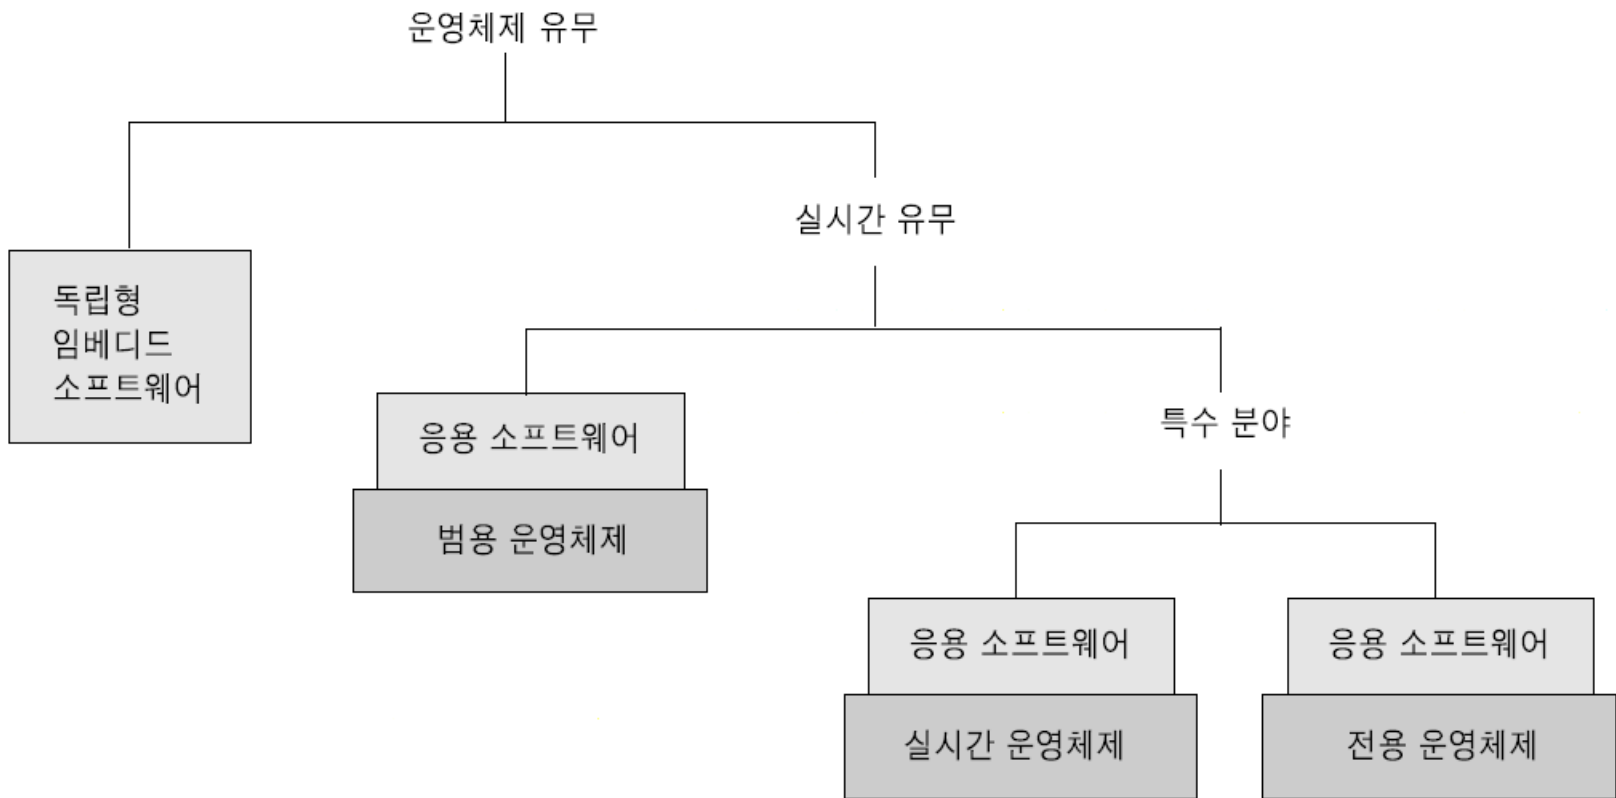 운영체제 유무
실시간 유무
독립형
임베디드
소프트웨어
응용 소프트웨어
범용 운영체제
특수 분야
응용 소프트웨어
실시간 운영체제
응용 소프트웨어
전용 운영체제